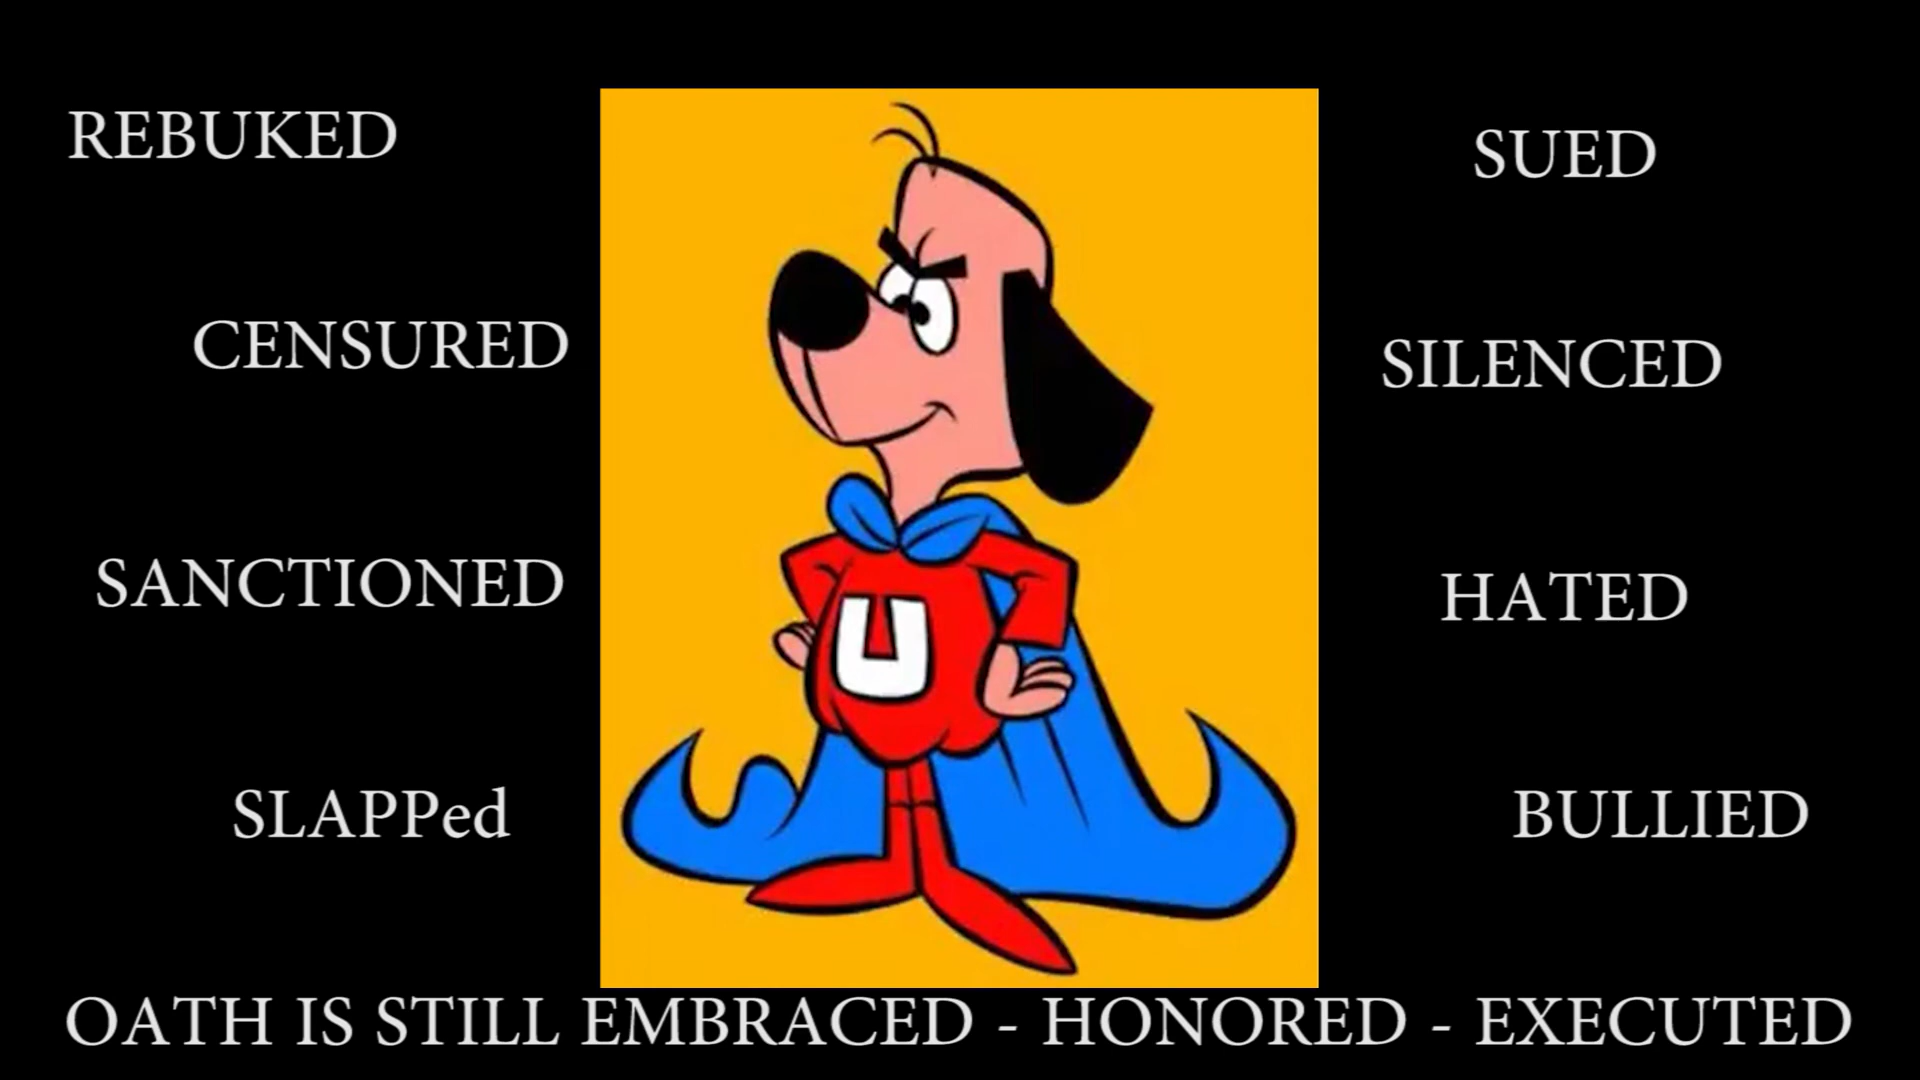 REBUKED
SUED
CENSURED
SILENCED
SANCTIONED
HATED
U
SLAPPed
BULLIED
OATH IS STILL EMBRACED - HONORED - EXECUTED